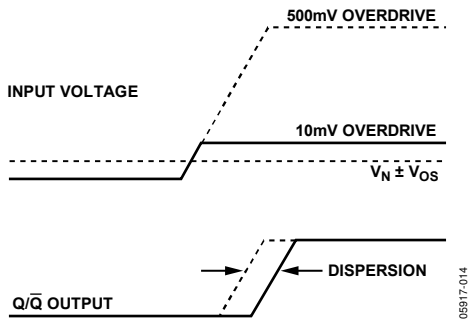 500mV OVERDRIVE
INPUT VOLTAGE
10mV OVERDRIVE
VN ± VOS
DISPERSION
Q/Q̅ OUTPUT
05917-014